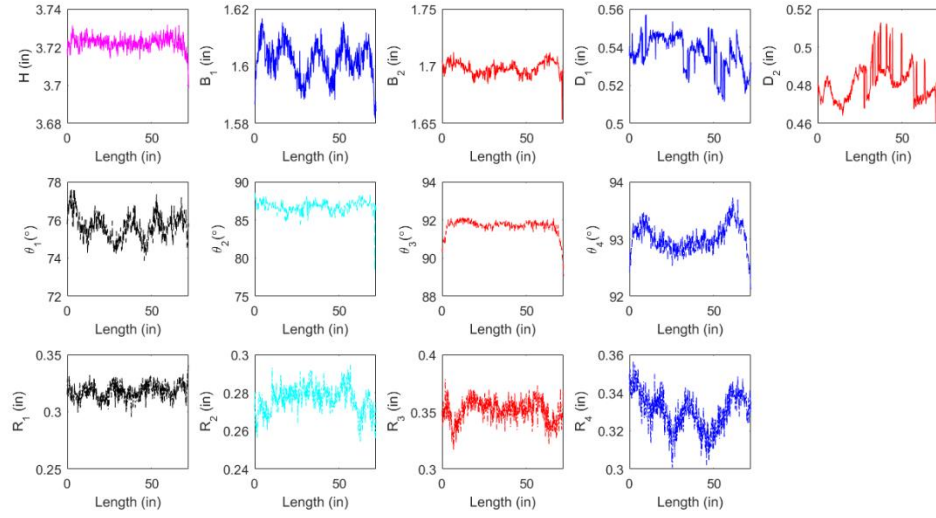 3.74
3.72
3.7
3.68
H (in)
0
50
Length (in)
1.62
1.6
1.58
B1 (in)
0
50
Length (in)
1.75
1.7
1.65
B2 (in)
0
50
Length (in)
0.56
0.54
0.52
0.5
D1 (in)
0
50
Length (in)
0.52
0.5
0.48
0.46
D2 (in)
0
50
Length (in)
78
76
74
72
θ1(°)
0
50
Length (in)
90
85
80
75
θ2(°)
0
50
Length (in)
94
92
90
88
θ3(°)
0
50
Length (in)
94
93
92
θ4(°)
0
50
Length (in)
0.35
0.3
0.25
R1 (in)
0
50
Length (in)
0.3
0.28
0.26
0.24
R2 (in)
0
50
Length (in)
0.4
0.35
0.3
R3 (in)
0
50
Length (in)
0.36
0.34
0.32
0.3
R4 (in)
0
50
Length (in)